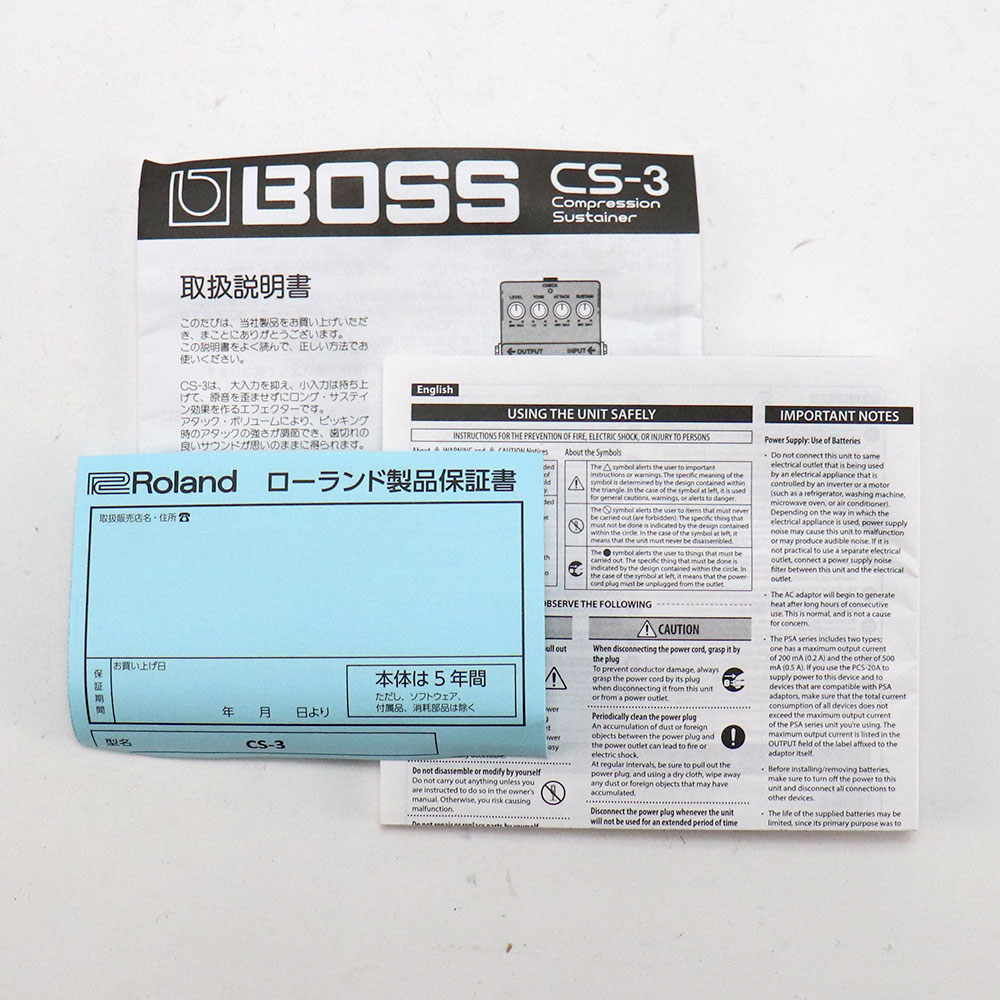 BOSS
CS-3
Compression
Sustainer
取扱説明書
このたびは、当社製品をお買い上げいただ
き、まことにありがとうございます。
この説明書をよく読んで、正しい方法でお
使いください。
CS-3は、大入力を抑え、小入力は持ち上
げて、原音を歪ませずにロング・サステイ
ン効果を作るエフェクターです。
アタック・ボリュームにより、ピッキング
時のアタックの強さが調節でき、歯切れの
良いサウンドが思いのままに得られます。
CHECK
LEVEL TONE ATTACK SUSTAIN
OUTPUT INPUT
Roland ローランド製品保証書
取扱販売店名・住所☎
保証期間
お買い上げ日
年 月 日より
本体は5年間
ただし、ソフトウェア、
付属品、消耗部品は除く
型名 CS-3
English
USING THE UNIT SAFELY
INSTRUCTIONS FOR THE PREVENTION OF FIRE, ELECTRIC SHOCK, OR INJURY TO PERSONS
About ⚠ WARNING and ⚠ CAUTION Notices
About the Symbols
The △ symbol alerts the user to important
instructions or warnings. The specific meaning of the
symbol is determined by the design contained within
the triangle. In the case of the symbol at left, it is used
for general cautions, warnings, or alerts to danger.
The 🚫 symbol alerts the user to items that must never
be carried out (are forbidden). The specific thing that
must not be done is indicated by the design contained
within the circle. In the case of the symbol at left, it
means that the unit must never be disassembled.
The ● symbol alerts the user to things that must be
carried out. The specific thing that must be done is
indicated by the design contained within the circle. In
the case of the symbol at left, it means that the power-
cord plug must be unplugged from the outlet.
OBSERVE THE FOLLOWING
pull out
⚠ CAUTION
When disconnecting the power cord, grasp it by
the plug
To prevent conductor damage, always
grasp the power cord by its plug
when disconnecting it from this unit
or from a power outlet.
Periodically clean the power plug
An accumulation of dust or foreign
objects between the power plug and
the power outlet can lead to fire or
electric shock.
At regular intervals, be sure to pull out the
power plug, and using a dry cloth, wipe away
any dust or foreign objects that may have
accumulated.
Disconnect the power plug whenever the unit
will not be used for an extended period of time
Do not disassemble or modify by yourself
Do not carry out anything unless you
are instructed to do so in the owner's
manual. Otherwise, you risk causing
malfunction.
Do not repair or replace parts by yourself
IMPORTANT NOTES
Power Supply: Use of Batteries
• Do not connect this unit to same
electrical outlet that is being used
by an electrical appliance that is
controlled by an inverter or a motor
(such as a refrigerator, washing machine,
microwave oven, or air conditioner).
Depending on the way in which the
electrical appliance is used, power supply
noise may cause this unit to malfunction
or may produce audible noise. If it is
not practical to use a separate electrical
outlet, connect a power supply noise
filter between this unit and the electrical
outlet.
• The AC adaptor will begin to generate
heat after long hours of consecutive
use. This is normal, and is not a cause
for concern.
• The PSA series includes two types;
one has a maximum output current
of 200 mA (0.2 A) and the other of 500
mA (0.5 A). If you use the PCS-20A to
supply power to this device and to
devices that are compatible with PSA
adaptors, make sure that the total current
consumption of all devices does not
exceed the maximum output current
of the PSA series unit you're using. The
maximum output current is listed in the
OUTPUT field of the label affixed to the
adaptor itself.
• Before installing/removing batteries,
make sure to turn off the power to this
unit and disconnect all connections to
other devices.
• The life of the supplied batteries may be
limited, since its primary purpose was to